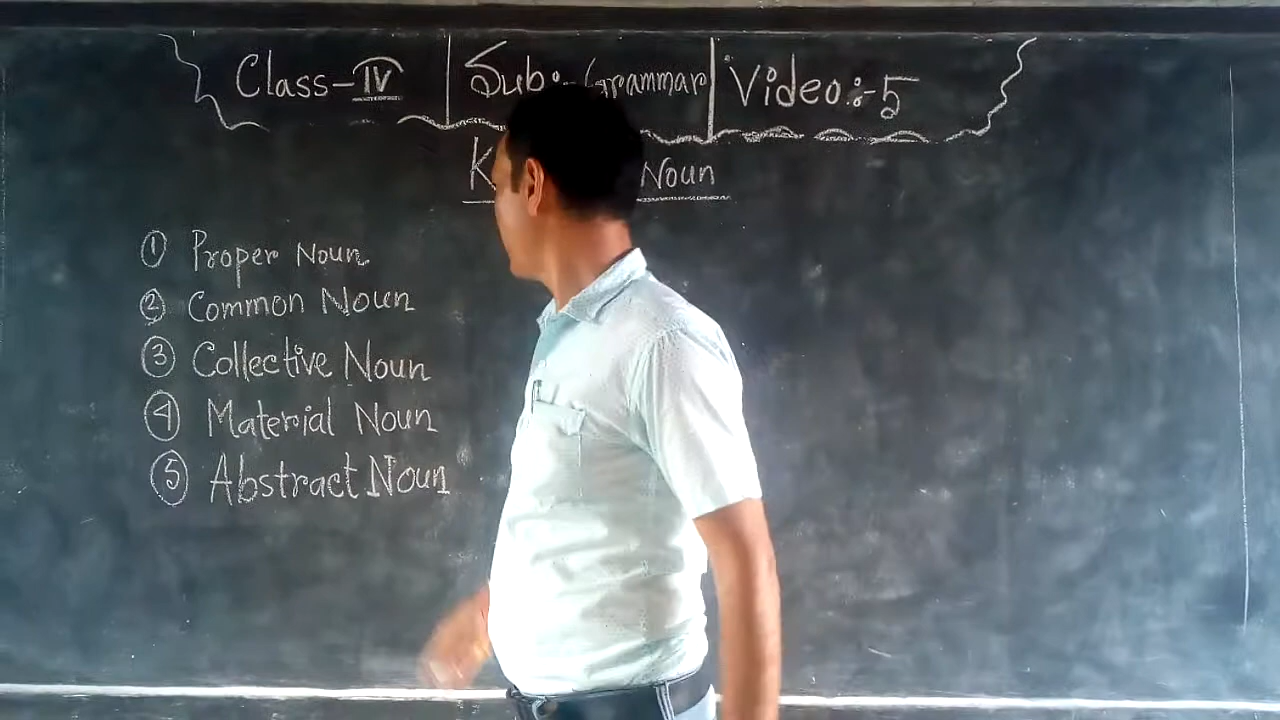 Class-IV Sub:- Grammar Video:-5
Noun
① Proper Noun
② Common Noun
③ Collective Noun
④ Material Noun
⑤ Abstract Noun